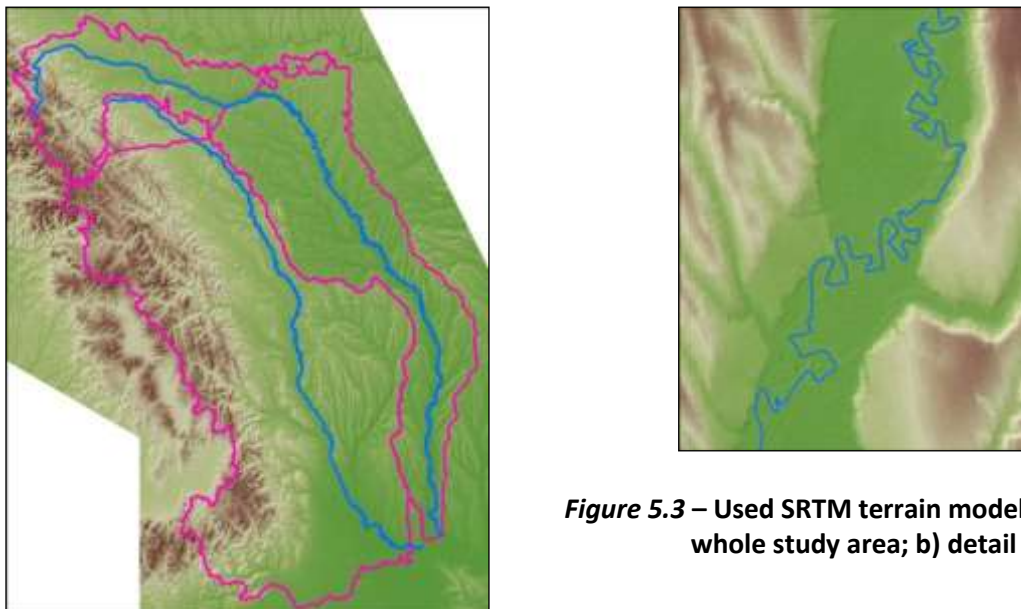 Figure 5.3 – Used SRTM terrain model
whole study area; b) detail